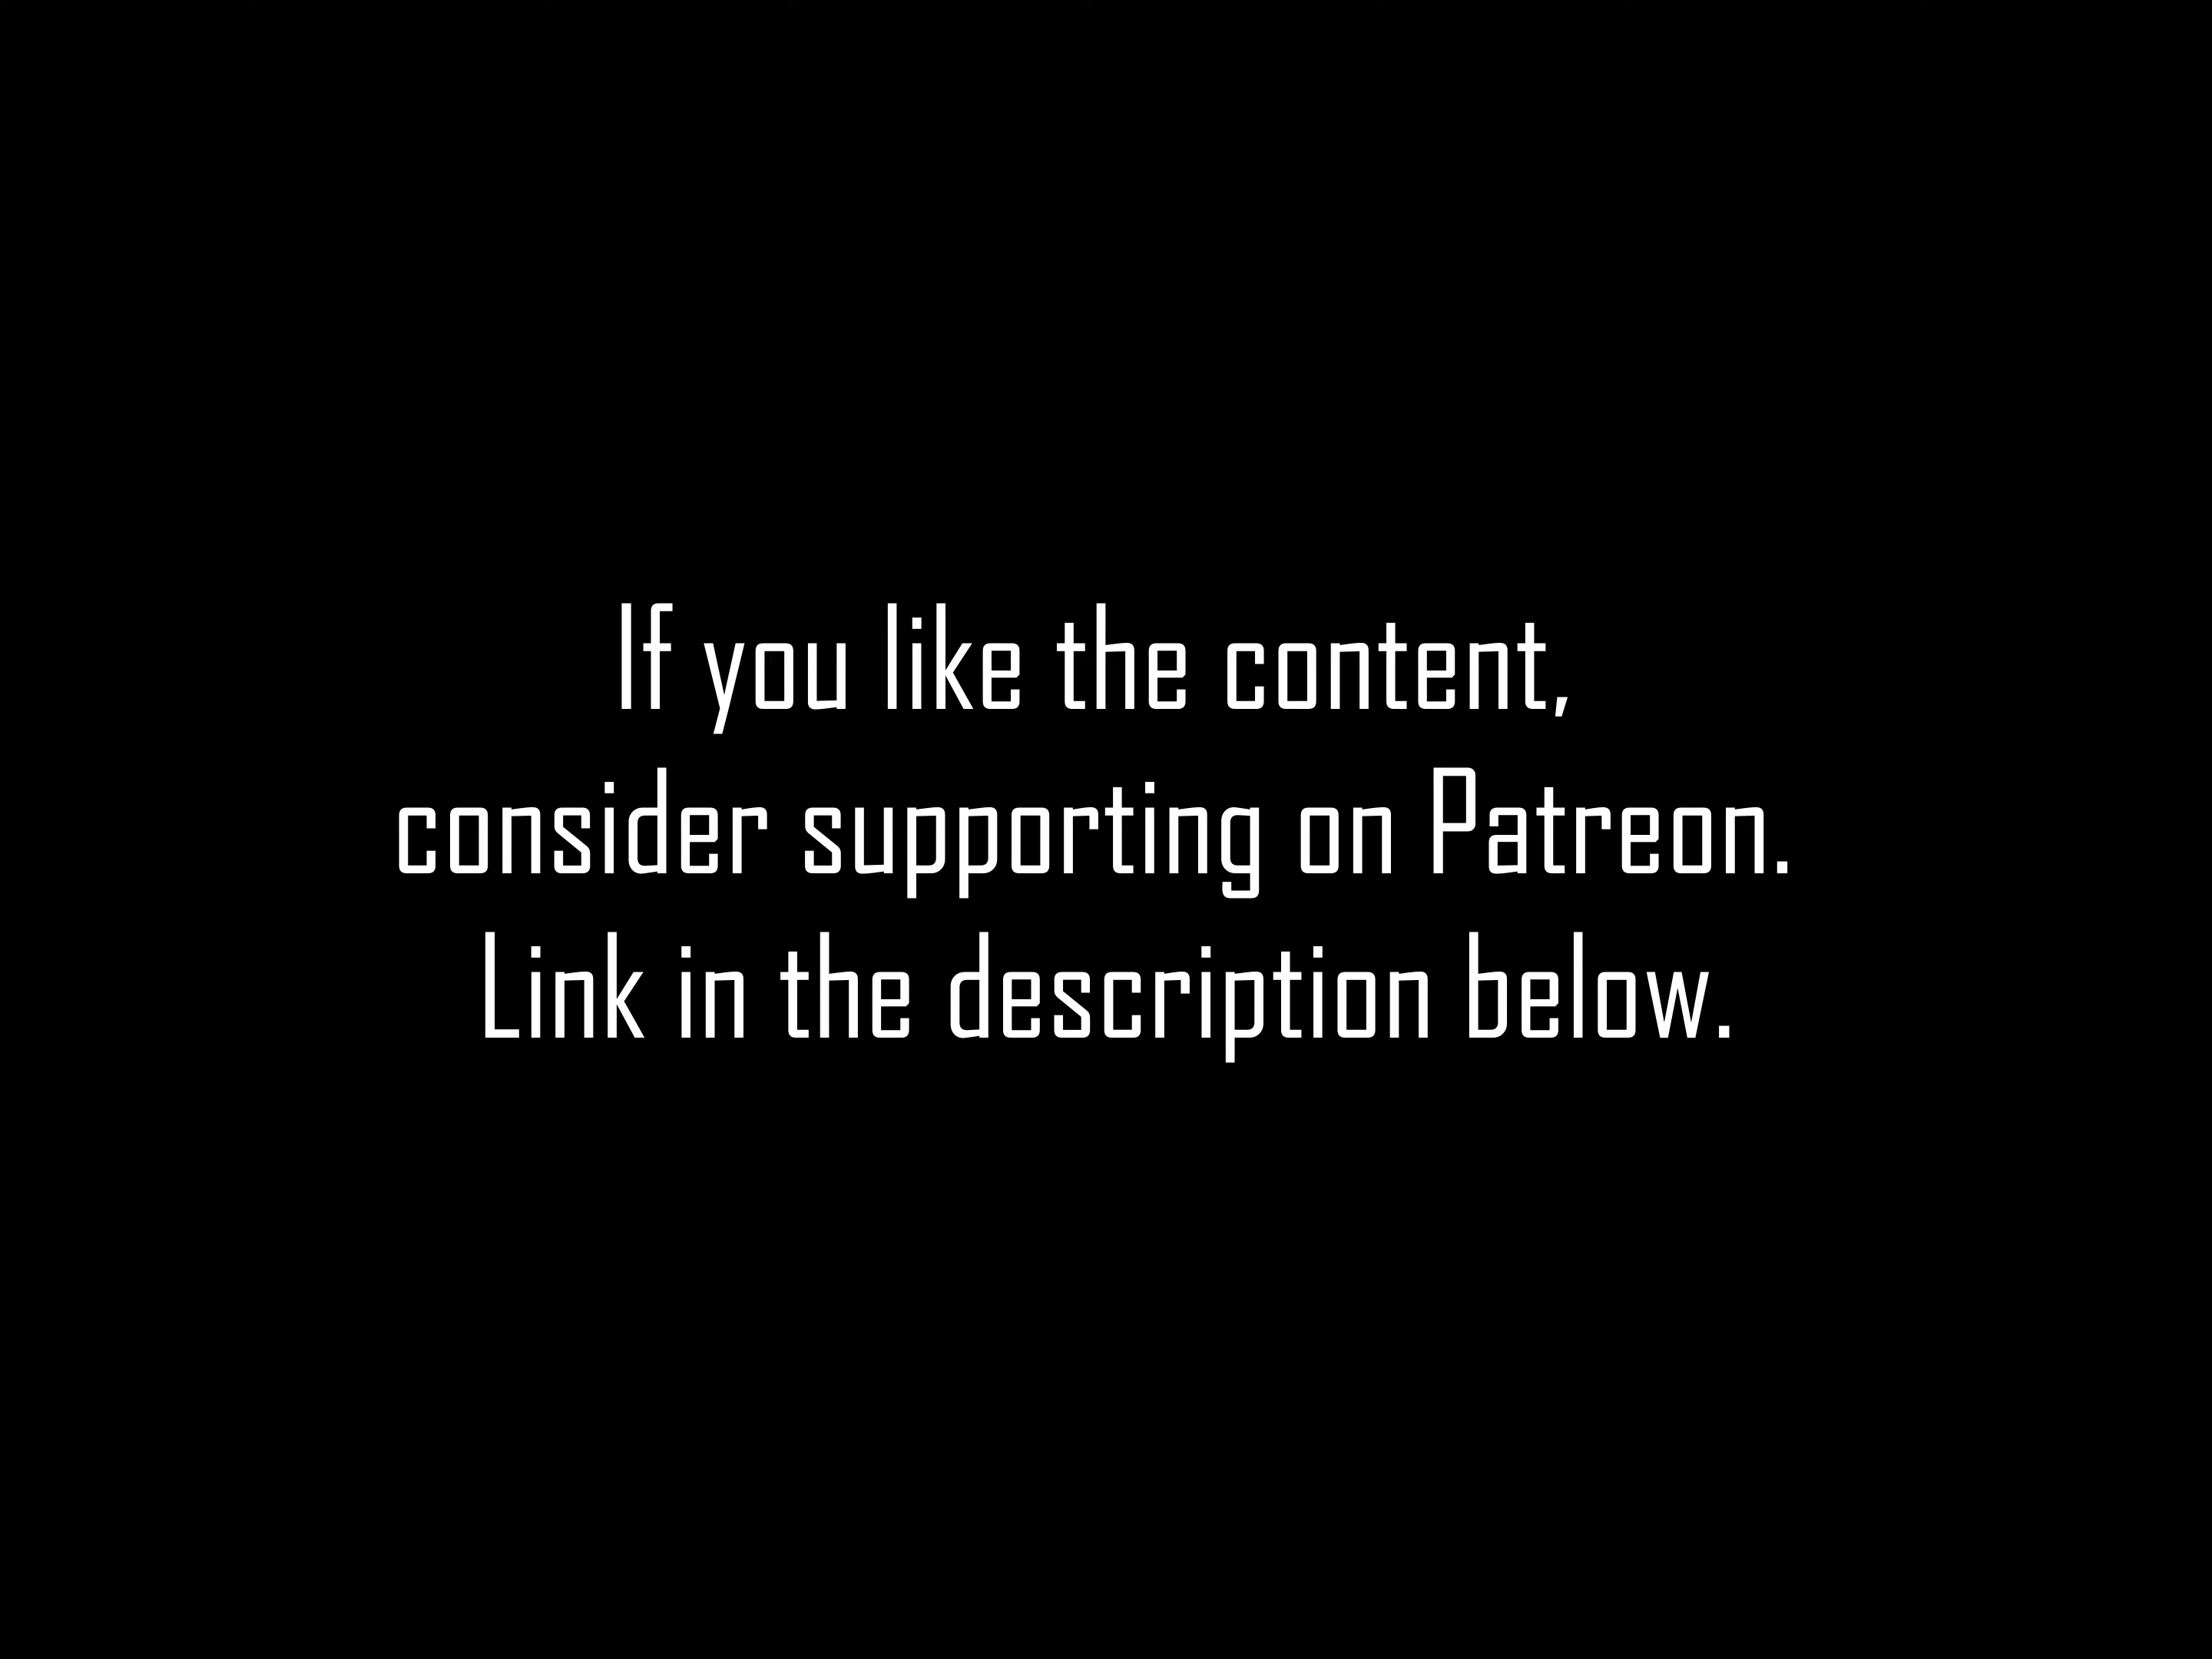 If you like the content,
consider supporting on Patreon.
Link in the description below.